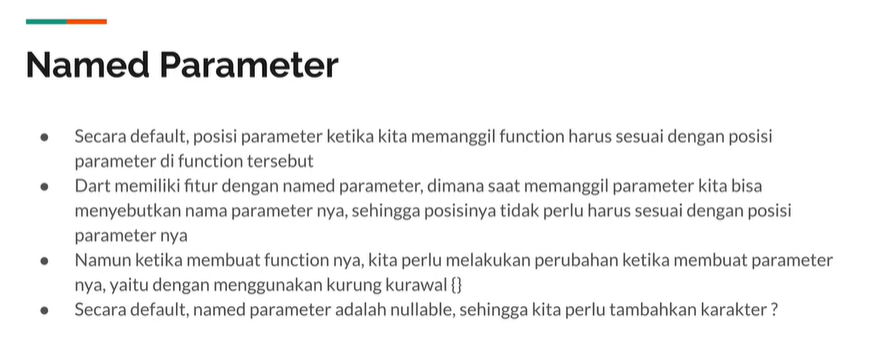 Named Parameter
● Secara default, posisi parameter ketika kita memanggil function harus sesuai dengan posisi
parameter di function tersebut
● Dart memiliki fitur dengan named parameter, dimana saat memanggil parameter kita bisa
menyebutkan nama parameter nya, sehingga posisinya tidak perlu harus sesuai dengan posisi
parameter nya
● Namun ketika membuat function nya, kita perlu melakukan perubahan ketika membuat parameter
nya, yaitu dengan menggunakan kurung kurawal {}
● Secara default, named parameter adalah nullable, sehingga kita perlu tambahkan karakter ?